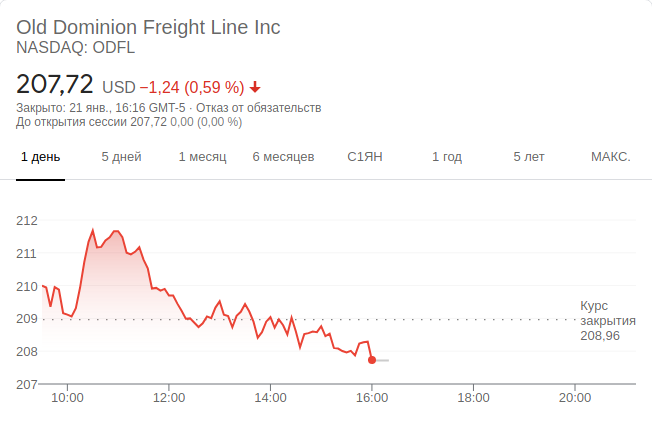 Old Dominion Freight Line Inc
NASDAQ: ODFL
207,72 USD −1,24 (0,59 %)
Закрыто: 21 янв., 16:16 GMT-5 · Отказ от обязательств
До открытия сессии 207,72 0,00 (0,00 %)
1 день 5 дней 1 месяц 6 месяцев С1ЯН 1 год 5 лет МАКС.
212
211
210
209
208
207
Курс
закрытия
208,96
10:00 12:00 14:00 16:00 18:00 20:00